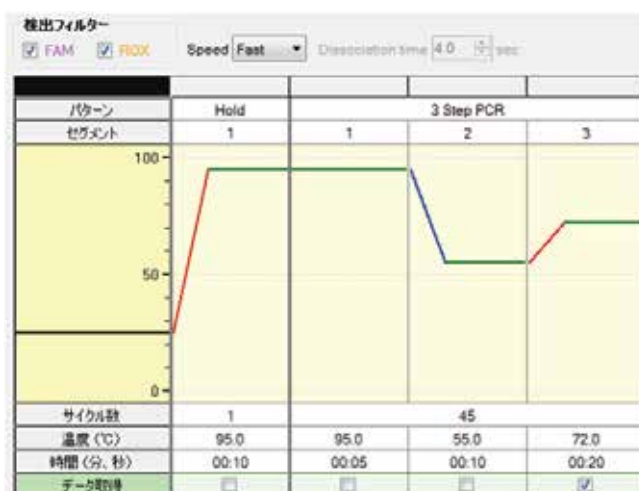 検出フィルター
FAM ROX Speed Fast Dissociation time 4.0 sec
パターン Hold 3 Step PCR
セグメント 1 1 2 3
100
50
0
サイクル数 1 45
温度(℃) 95.0 95.0 55.0 72.0
時間(分、秒) 00:10 00:05 00:10 00:20
データ取得